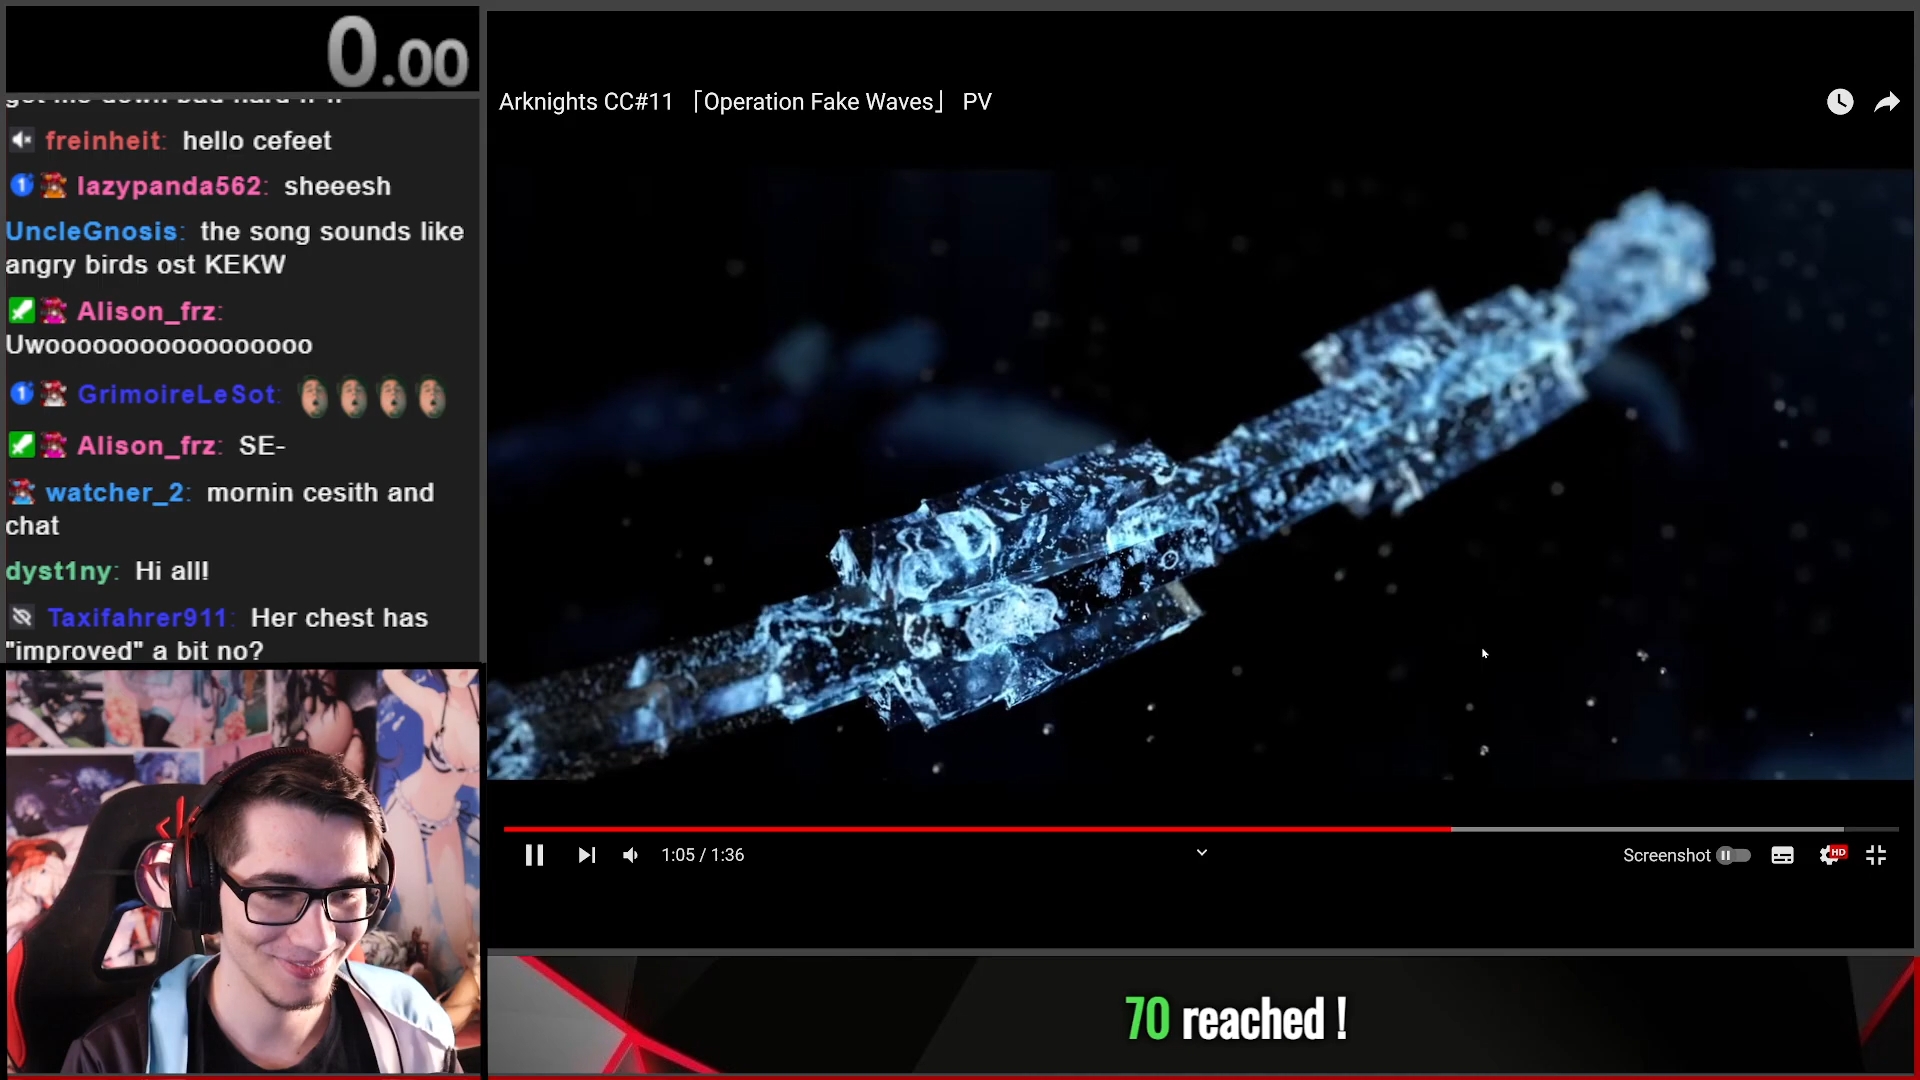 0.00
freinheit: hello cefeet
lazypanda562: sheeesh
UncleGnosis: the song sounds like
angry birds ost KEKW
Alison_frz:
Uwooooooooooooooooo
GrimoireLeSot:
Alison_frz: SE-
watcher_2: mornin cesith and
chat
dyst1ny: Hi all!
Taxifahrer911: Her chest has
"improved" a bit no?
Arknights CC#11 「Operation Fake Waves」 PV
1:05 / 1:36
Screenshot
HD
70 reached !